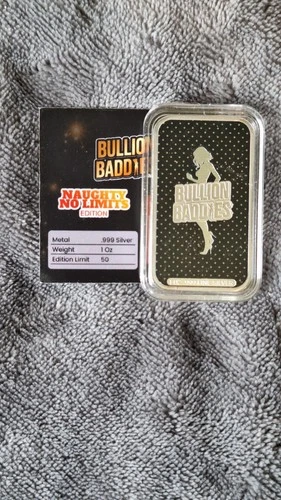 BULLION
BADDIES
NAUGHTY
NO LIMITS
EDITION
Metal .999 Silver
Weight 1 Oz
Edition Limit 50
BULLION
BADDIES